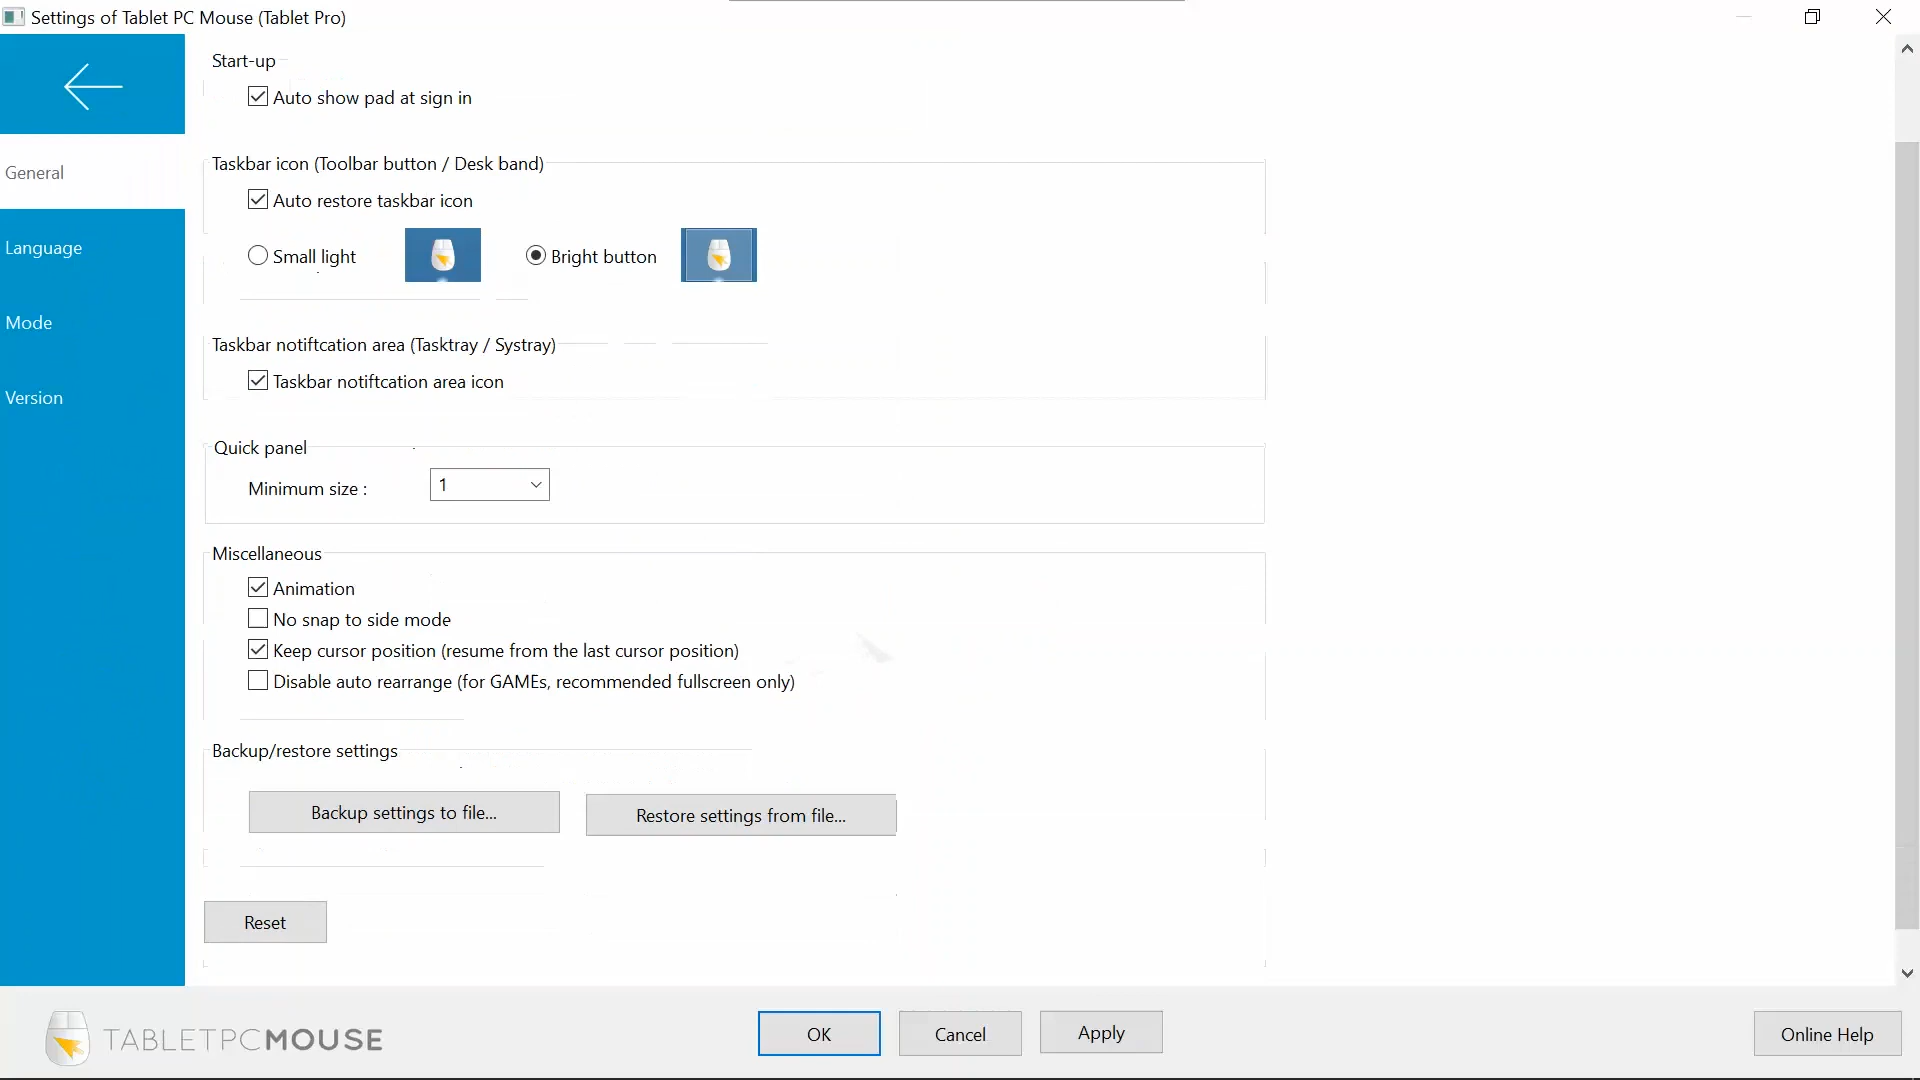 Settings of Tablet PC Mouse (Tablet Pro)
Start-up
Auto show pad at sign in
General
Taskbar icon (Toolbar button / Desk band)
Auto restore taskbar icon
Language
Small light
Bright button
Mode
Taskbar notiftcation area (Tasktray / Systray)
Taskbar notiftcation area icon
Version
Quick panel
Minimum size :
1
Miscellaneous
Animation
No snap to side mode
Keep cursor position (resume from the last cursor position)
Disable auto rearrange (for GAMEs, recommended fullscreen only)
Backup/restore settings
Backup settings to file...
Restore settings from file...
Reset
TABLETPCMOUSE
OK
Cancel
Apply
Online Help